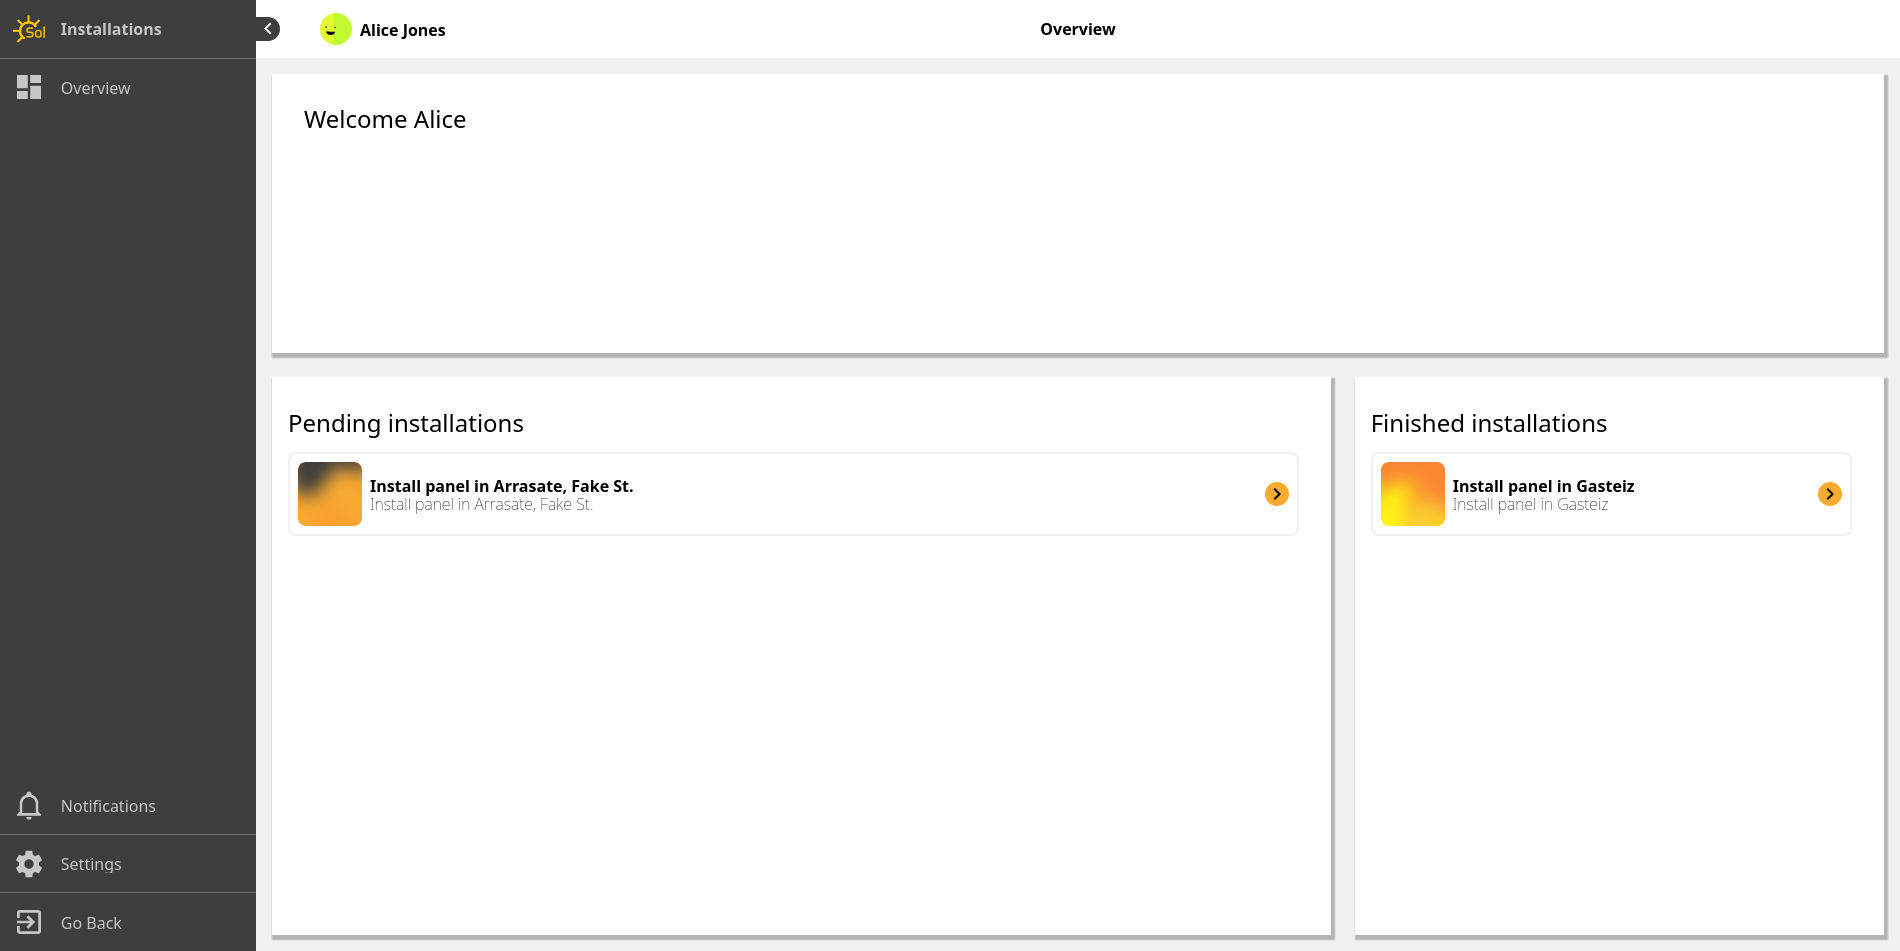 Sol
Installations
Overview
Notifications
Settings
Go Back
Alice Jones
Overview
Welcome Alice
Pending installations
Install panel in Arrasate, Fake St.
Install panel in Arrasate, Fake St.
Finished installations
Install panel in Gasteiz
Install panel in Gasteiz